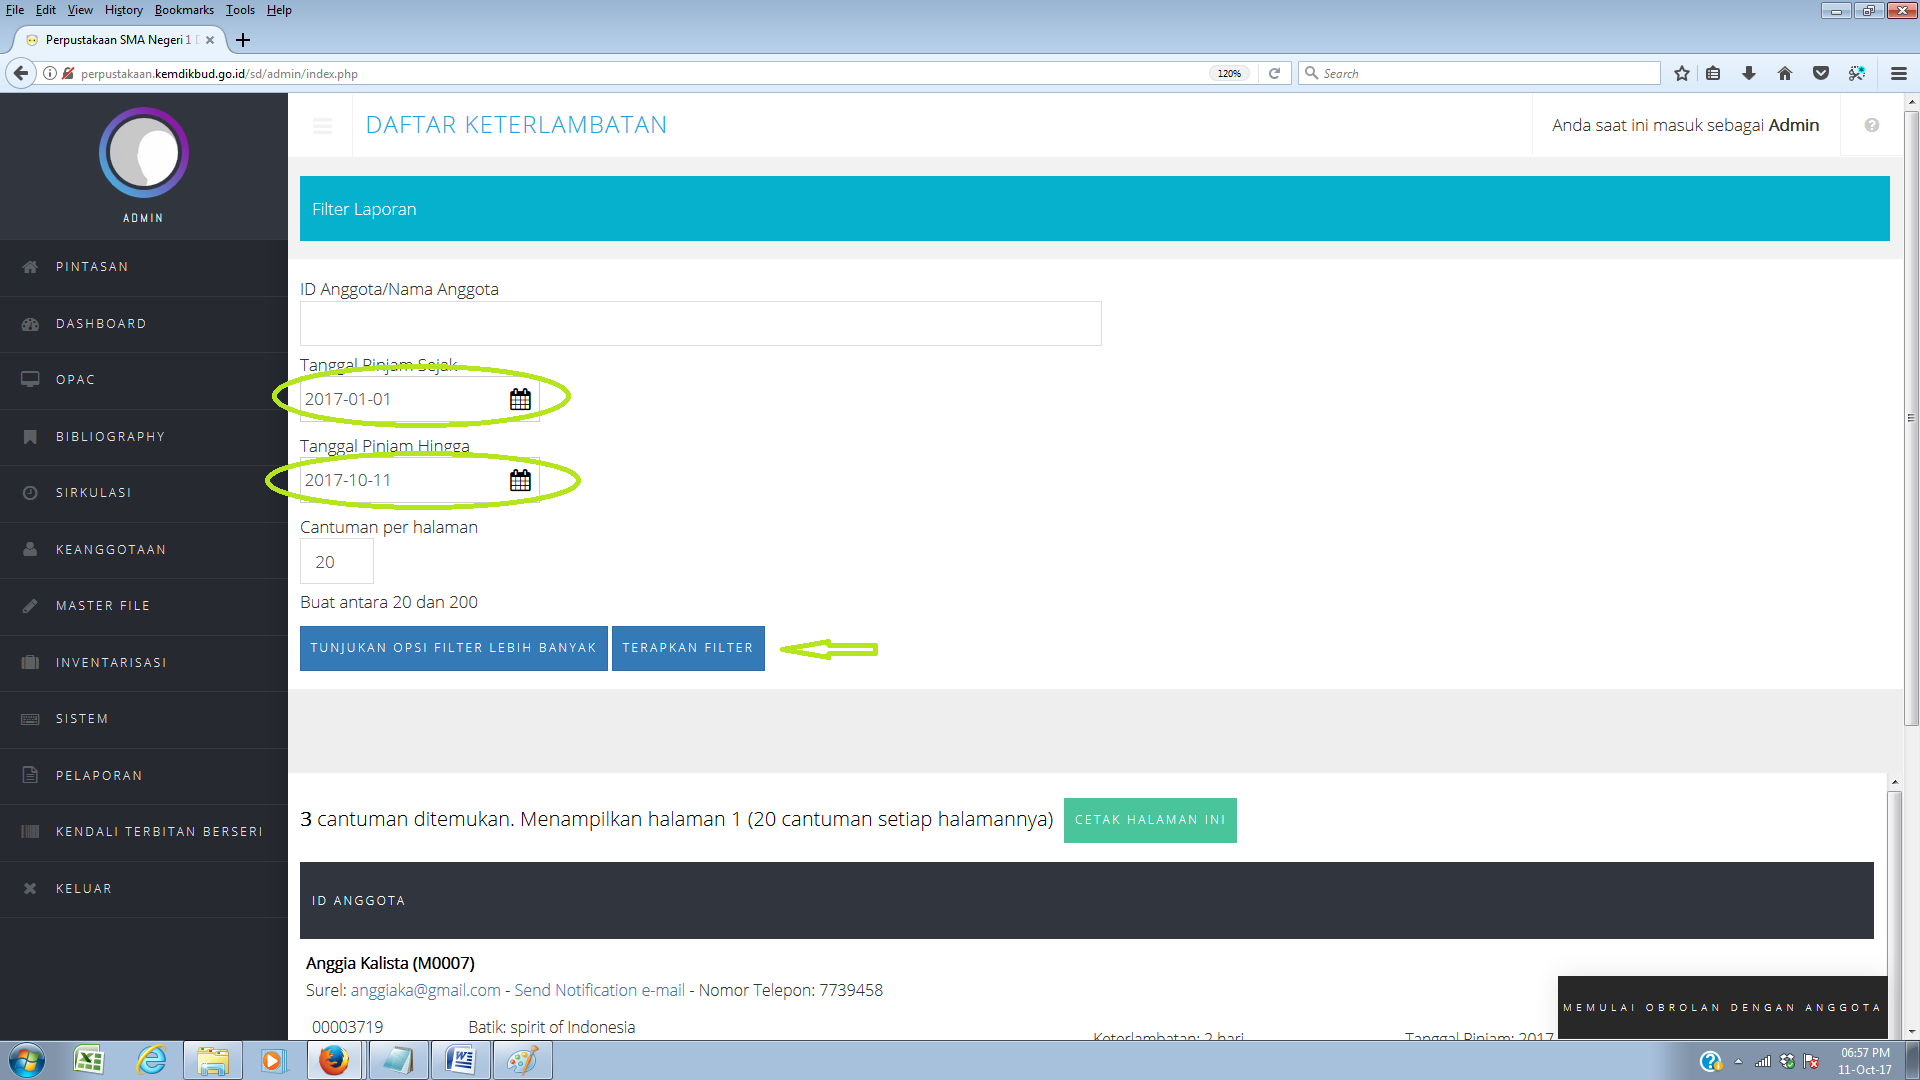 File Edit View History Bookmarks Tools Help
Perpustakaan SMA Negeri 1
perpustakaan.kemdikbud.go.id/sd/admin/index.php 120% Search
DAFTAR KETERLAMBATAN
Anda saat ini masuk sebagai Admin
ADMIN
PINTASAN
DASHBOARD
OPAC
BIBLIOGRAPHY
SIRKULASI
KEANGGOTAAN
MASTER FILE
INVENTARISASI
SISTEM
PELAPORAN
KENDALI TERBITAN BERSERI
KELUAR
Filter Laporan
ID Anggota/Nama Anggota
Tanggal Pinjam Sejak
2017-01-01
Tanggal Pinjam Hingga
2017-10-11
Cantuman per halaman
20
Buat antara 20 dan 200
TUNJUKAN OPSI FILTER LEBIH BANYAK TERAPKAN FILTER
3 cantuman ditemukan. Menampilkan halaman 1 (20 cantuman setiap halamannya) CETAK HALAMAN INI
ID ANGGOTA
Anggia Kalista (M0007)
Surel: anggiaka@gmail.com - Send Notification e-mail - Nomor Telepon: 7739458
00003719 Batik: spirit of Indonesia
Keterlambatan: 2 hari Tanggal Pinjam: 2017
MEMULAI OBROLAN DENGAN ANGGOTA
06:57 PM
11-Oct-17